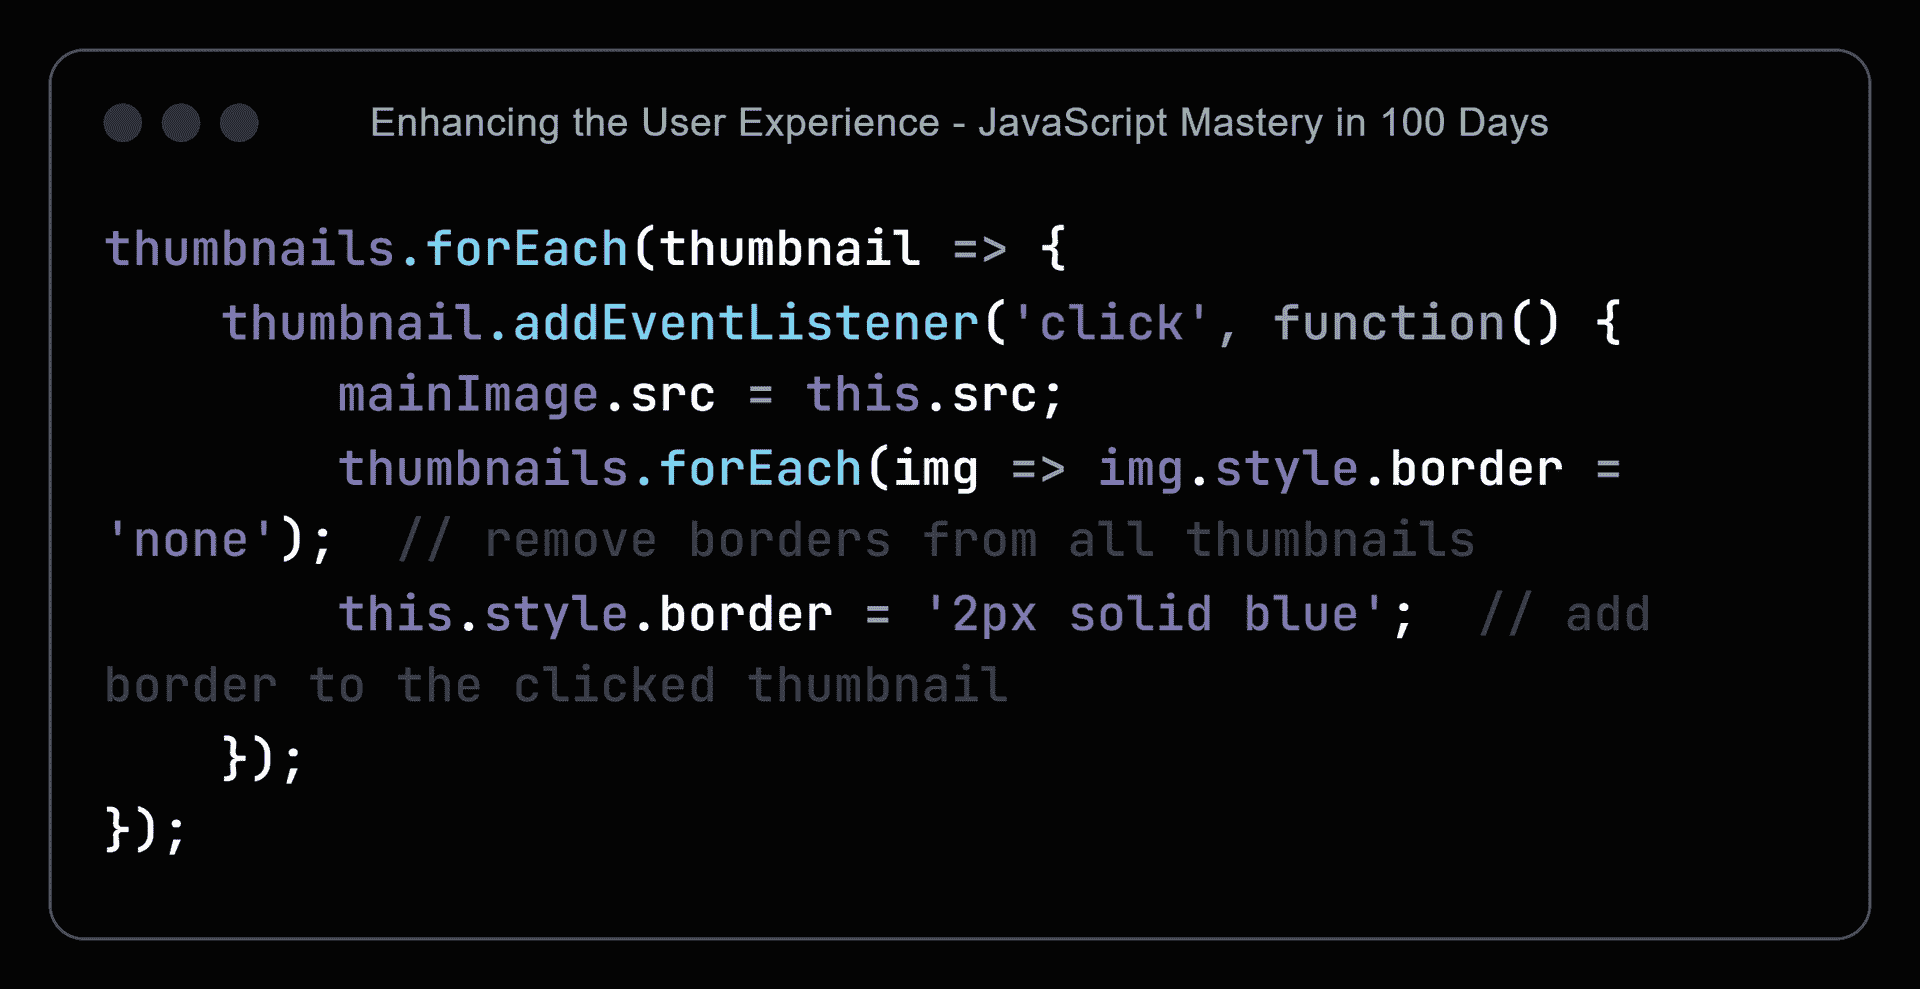 Enhancing the User Experience - JavaScript Mastery in 100 Days
thumbnails.forEach(thumbnail => {
    thumbnail.addEventListener('click', function() {
        mainImage.src = this.src;
        thumbnails.forEach(img => img.style.border =
'none');  // remove borders from all thumbnails
        this.style.border = '2px solid blue';  // add
border to the clicked thumbnail
    });
});